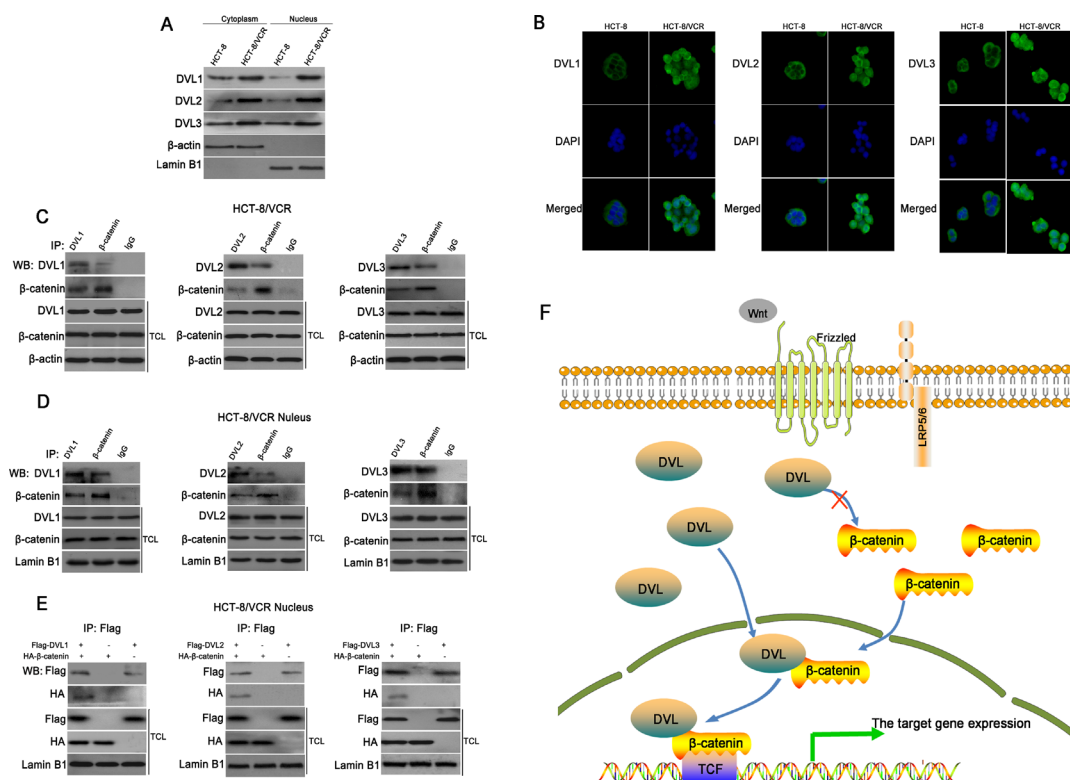 A
Cytoplasm Nucleus
HCT-8 HCT-8/VCR HCT-8 HCT-8/VCR
DVL1
DVL2
DVL3
β-actin
Lamin B1
B
HCT-8 HCT-8/VCR
DVL1
DAPI
Merged
HCT-8 HCT-8/VCR
DVL2
DAPI
Merged
HCT-8 HCT-8/VCR
DVL3
DAPI
Merged
C
HCT-8/VCR
IP: DVL1 β-catenin IgG
WB: DVL1
β-catenin
DVL1
β-catenin
β-actin
TCL
DVL2 β-catenin IgG
DVL2
β-catenin
DVL2
β-catenin
β-actin
TCL
DVL3 β-catenin IgG
DVL3
β-catenin
DVL3
β-catenin
β-actin
TCL
D
HCT-8/VCR Nuleus
IP: DVL1 β-catenin IgG
WB: DVL1
β-catenin
DVL1
β-catenin
Lamin B1
TCL
DVL2 β-catenin IgG
DVL2
β-catenin
DVL2
β-catenin
Lamin B1
TCL
DVL3 β-catenin IgG
DVL3
β-catenin
DVL3
β-catenin
Lamin B1
TCL
E
HCT-8/VCR Nucleus
IP: Flag
Flag-DVL1 + - +
HA-β-catenin + + -
WB: Flag
HA
Flag
HA
Lamin B1
TCL
IP: Flag
Flag-DVL2 + - +
HA-β-catenin + + -
Flag
HA
Flag
HA
Lamin B1
TCL
IP: Flag
Flag-DVL3 + - +
HA-β-catenin + + -
Flag
HA
Flag
HA
Lamin B1
TCL
F
Wnt
Frizzled
LRP5/6
DVL
DVL
β-catenin
β-catenin
DVL
DVL
β-catenin
DVL
β-catenin
DVL
β-catenin
TCF
The target gene expression